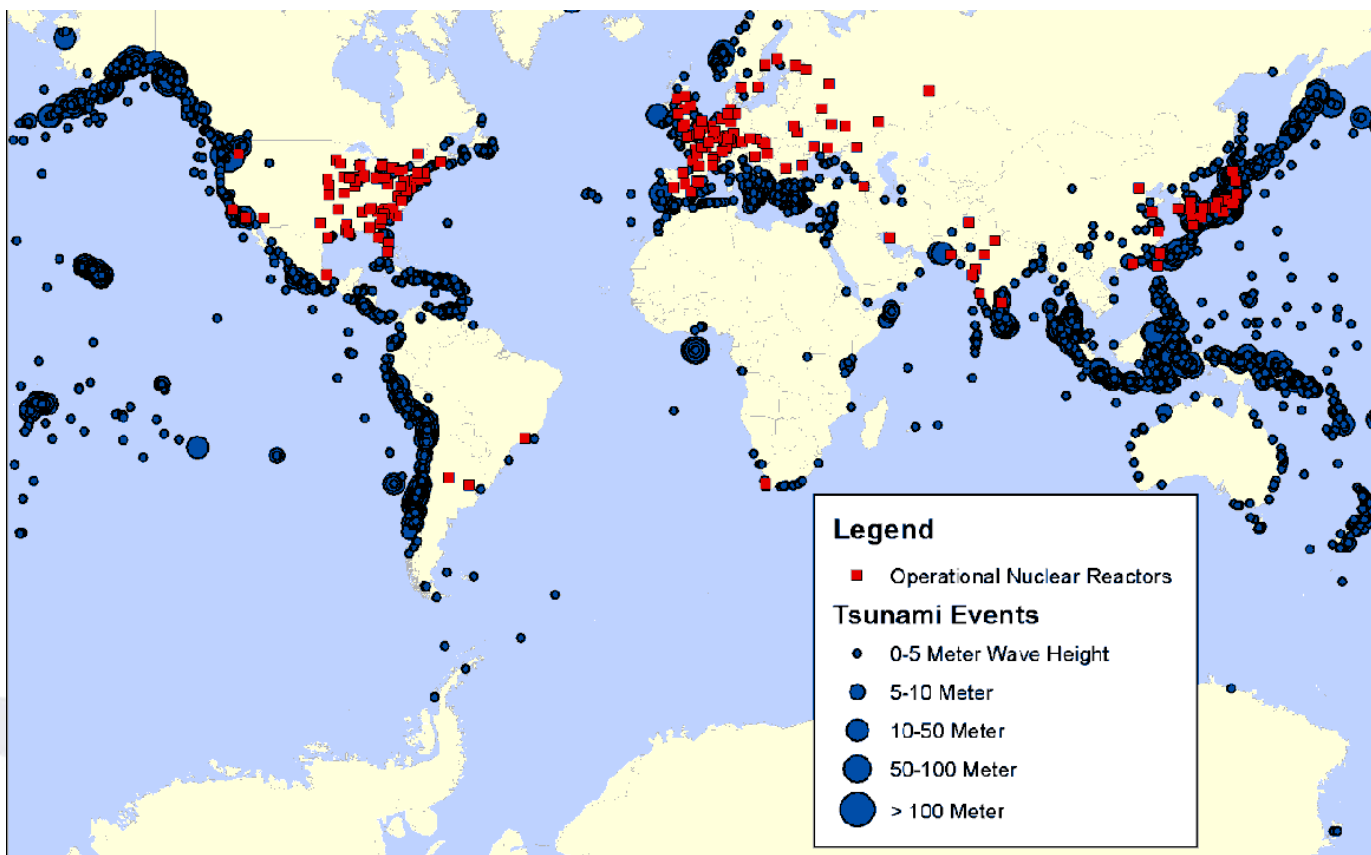 Legend
Operational Nuclear Reactors
Tsunami Events
0-5 Meter Wave Height
5-10 Meter
10-50 Meter
50-100 Meter
> 100 Meter